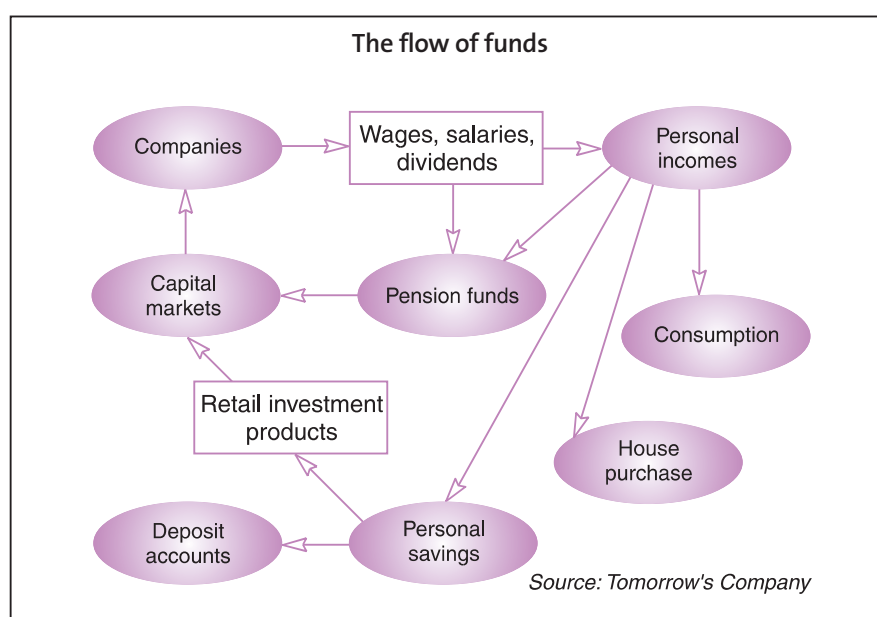 The flow of funds
Companies
Wages, salaries,
dividends
Personal
incomes
Capital
markets
Pension funds
Consumption
Retail investment
products
House
purchase
Deposit
accounts
Personal
savings
Source: Tomorrow's Company